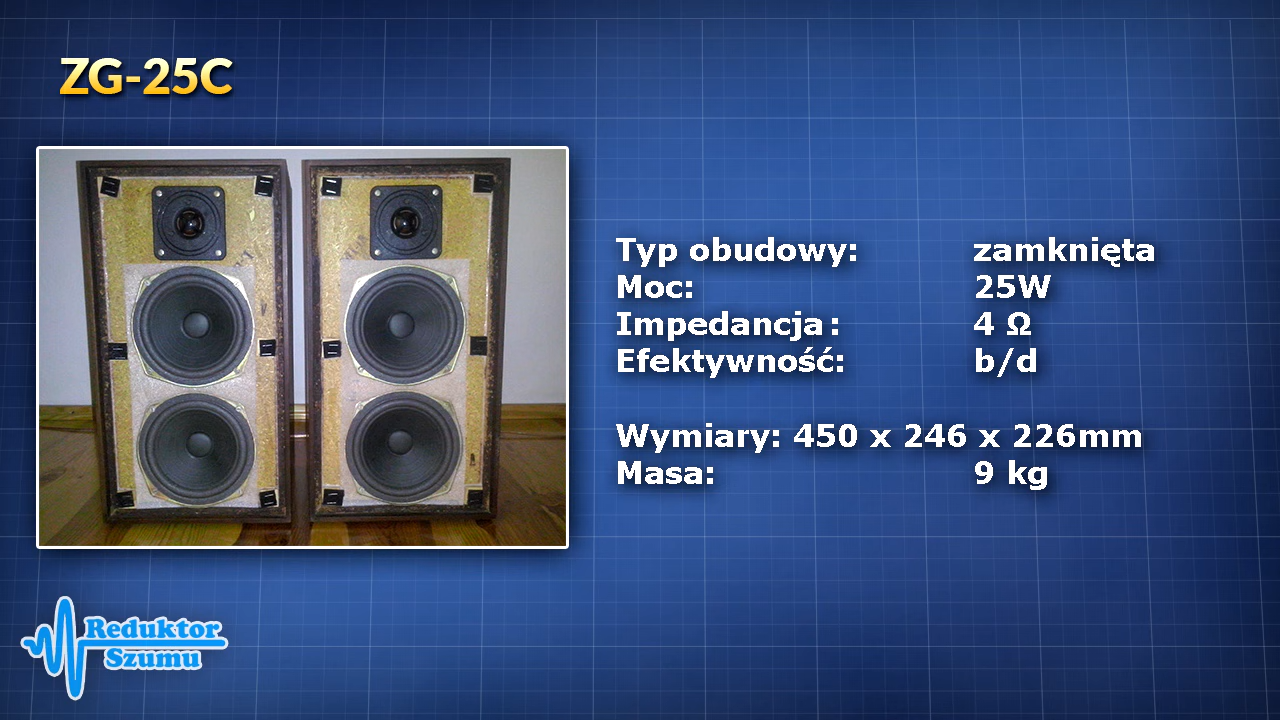 ZG-25C
Typ obudowy: zamknięta
Moc: 25W
Impedancja: 4 Ω
Efektywność: b/d
Wymiary: 450 x 246 x 226mm
Masa: 9 kg
Reduktor
Szumu